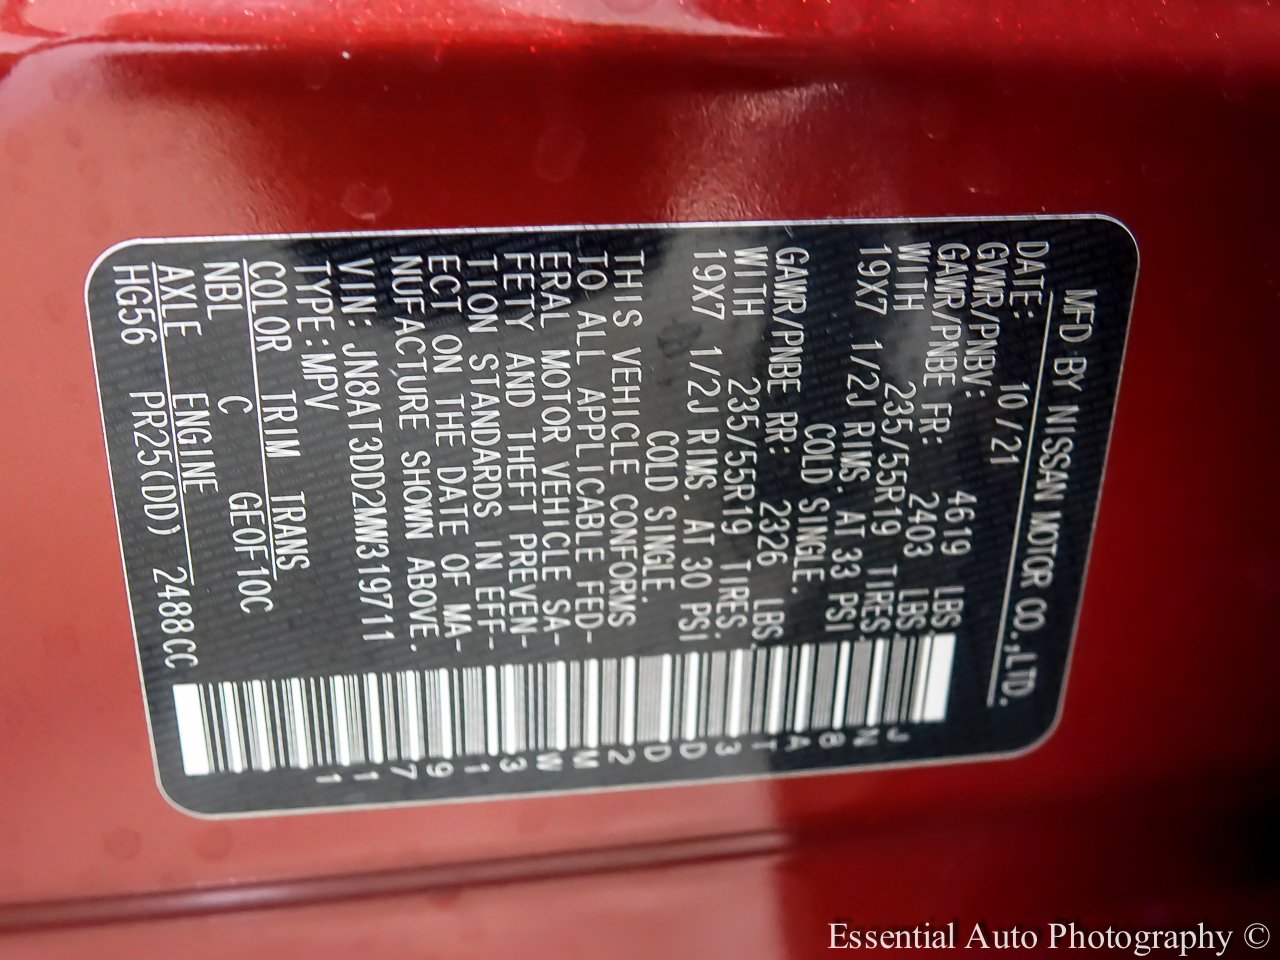 MFD BY NISSAN MOTOR CO.,LTD.
DATE: 10/21
GVWR/PNBV: 4619 LBS.
GAWR/PNBE FR: 2403 LBS.
WITH 235/55R19 TIRES.
19X7 1/2J RIMS. AT 33 PSI
COLD SINGLE.
GAWR/PNBE RR: 2326 LBS.
WITH 235/55R19 TIRES.
19X7 1/2J RIMS. AT 30 PSI
COLD SINGLE.
THIS VEHICLE CONFORMS
TO ALL APPLICABLE FED-
ERAL MOTOR VEHICLE SA-
FETY AND THEFT PREVEN-
TION STANDARDS IN EFF-
ECT ON THE DATE OF MA-
NUFACTURE SHOWN ABOVE.
VIN: JN8AT3DD2MW319711
TYPE:MPV
COLOR TRIM TRANS
NBL C GE0F10C
AXLE ENGINE
HG56 PR25(DD) 2488CC
JN8AT3DD2MW319711
Essential Auto Photography ©